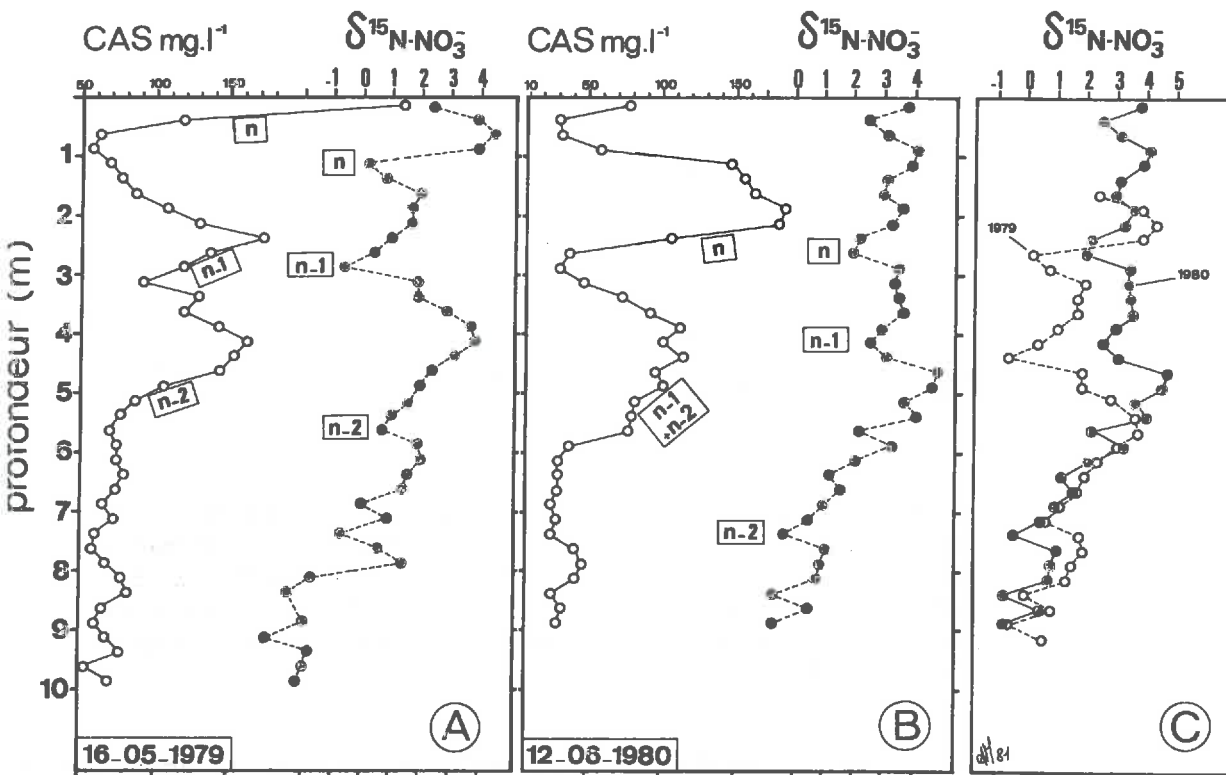 CAS mg.l⁻¹ δ¹⁵N-NO₃⁻ CAS mg.l⁻¹ δ¹⁵N-NO₃⁻ δ¹⁵N-NO₃⁻
50 100 150 -1 0 1 2 3 4 10 50 100 150 0 1 2 3 4 -1 0 1 2 3 4 5
n
1
n
2
1979
n
n
n-1
n-1
3
1980
profondeur (m)
4
n-1
5
n-2
n-1
+n-2
n-2
6
7
n-2
8
9
10
A B C
16-05-1979 12-08-1980 /81